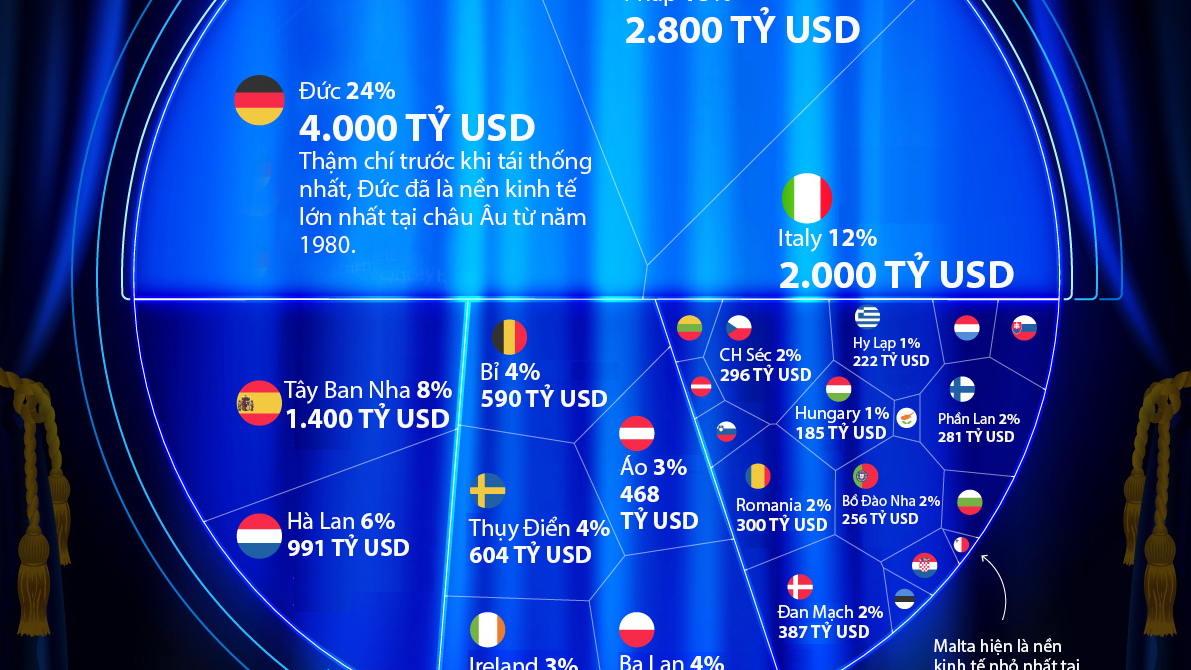 2.800 TỶ USD
Đức 24%
4.000 TỶ USD
Thậm chí trước khi tái thống
nhất, Đức đã là nền kinh tế
lớn nhất tại châu Âu từ năm
1980.
Italy 12%
2.000 TỶ USD
Tây Ban Nha 8%
1.400 TỶ USD
Hà Lan 6%
991 TỶ USD
Bỉ 4%
590 TỶ USD
Thụy Điển 4%
604 TỶ USD
Áo 3%
468
TỶ USD
Ireland 3%
Ba Lan 4%
CH Séc 2%
296 TỶ USD
Hy Lạp 1%
222 TỶ USD
Hungary 1%
185 TỶ USD
Phần Lan 2%
281 TỶ USD
Romania 2%
300 TỶ USD
Bồ Đào Nha 2%
256 TỶ USD
Đan Mạch 2%
387 TỶ USD
Malta hiện là nền
kinh tế nhỏ nhất tại